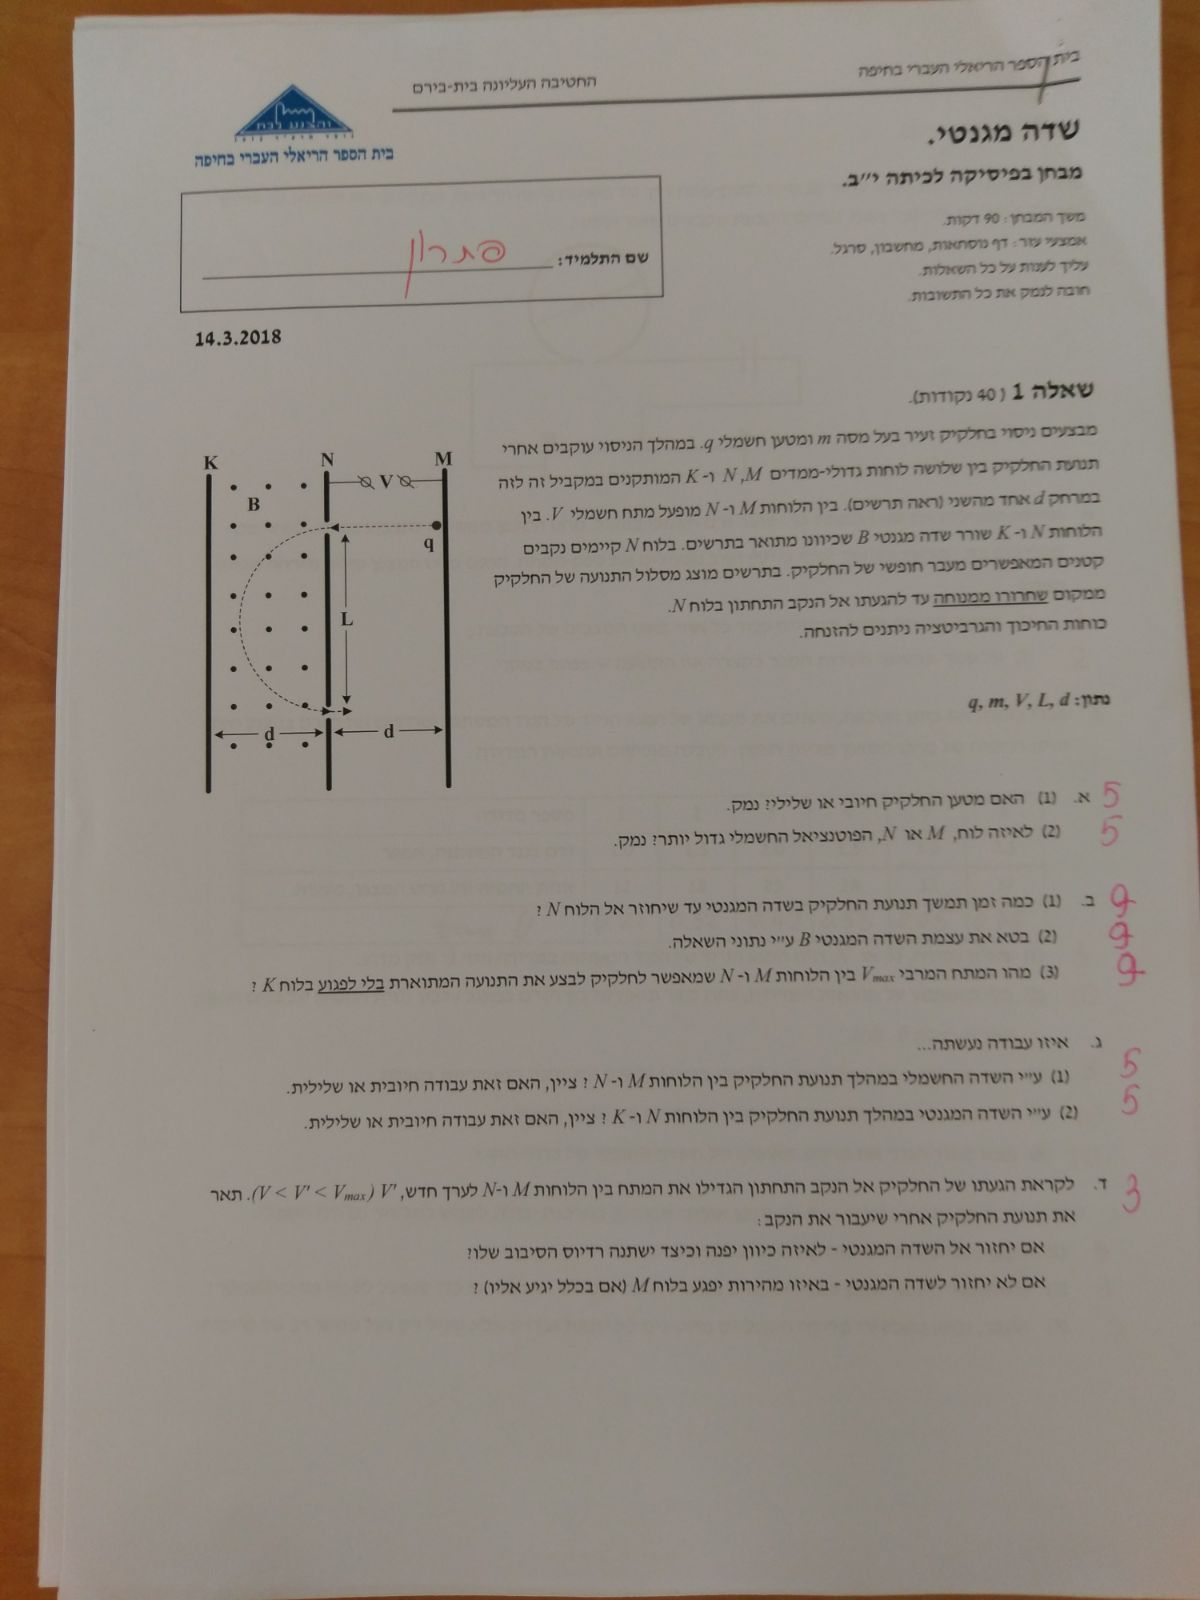 בית הספר הריאלי העברי בחיפה
החטיבה העליונה בית-בירם
והצנע לכת
בית הספר הריאלי העברי בחיפה
שדה מגנטי.
מבחן בפיסיקה לכיתה י״ב.
משך המבחן: 90 דקות.
אמצעי עזר: דף נוסחאות, מחשבון, סרגל.
עליך לענות על כל השאלות.
חובה לנמק את כל התשובות.
שם התלמיד: פתרון
14.3.2018
שאלה 1 (40 נקודות).
מבצעים ניסוי בחלקיק זעיר בעל מסה m ומטען חשמלי q. במהלך הניסוי עוקבים אחרי
תנועת החלקיק בין שלושה לוחות גדולי-ממדים N ,M ו- K המותקנים במקביל זה לזה
במרחק d אחד מהשני (ראה תרשים). בין הלוחות M ו- N מופעל מתח חשמלי V. בין
הלוחות N ו- K שורר שדה מגנטי B שכיוונו מתואר בתרשים. בלוח N קיימים נקבים
קטנים המאפשרים מעבר חופשי של החלקיק. בתרשים מוצג מסלול התנועה של החלקיק
ממקום שחרורו ממנוחה עד להגעתו אל הנקב התחתון בלוח N.
כוחות החיכוך והגרביטציה ניתנים להזנחה.
K
N
M
V
B
q
L
d
d
נתון: q, m, V, L, d
א. (1) האם מטען החלקיק חיובי או שלילי? נמק. 5
(2) לאיזה לוח, M או N, הפוטנציאל החשמלי גדול יותר? נמק. 5
ב. (1) כמה זמן תמשך תנועת החלקיק בשדה המגנטי עד שיחוזר אל הלוח N ?
(2) בטא את עצמת השדה המגנטי B ע״י נתוני השאלה.
(3) מהו המתח המרבי Vmax בין הלוחות M ו- N שמאפשר לחלקיק לבצע את התנועה המתוארת בלי לפגוע בלוח K ?
ג. איזו עבודה נעשתה...
(1) ע״י השדה החשמלי במהלך תנועת החלקיק בין הלוחות M ו- N ? ציין, האם זאת עבודה חיובית או שלילית. 5
(2) ע״י השדה המגנטי במהלך תנועת החלקיק בין הלוחות N ו- K ? ציין, האם זאת עבודה חיובית או שלילית. 5
ד. לקראת הגעתו של החלקיק אל הנקב התחתון הגדילו את המתח בין הלוחות M ו-N לערך חדש, V' (V < V' < Vmax). תאר 3
את תנועת החלקיק אחרי שיעבור את הנקב:
אם יחזור אל השדה המגנטי - לאיזה כיוון יפנה וכיצד ישתנה רדיוס הסיבוב שלו?
אם לא יחזור לשדה המגנטי - באיזו מהירות יפגע בלוח M (אם בכלל יגיע אליו) ?